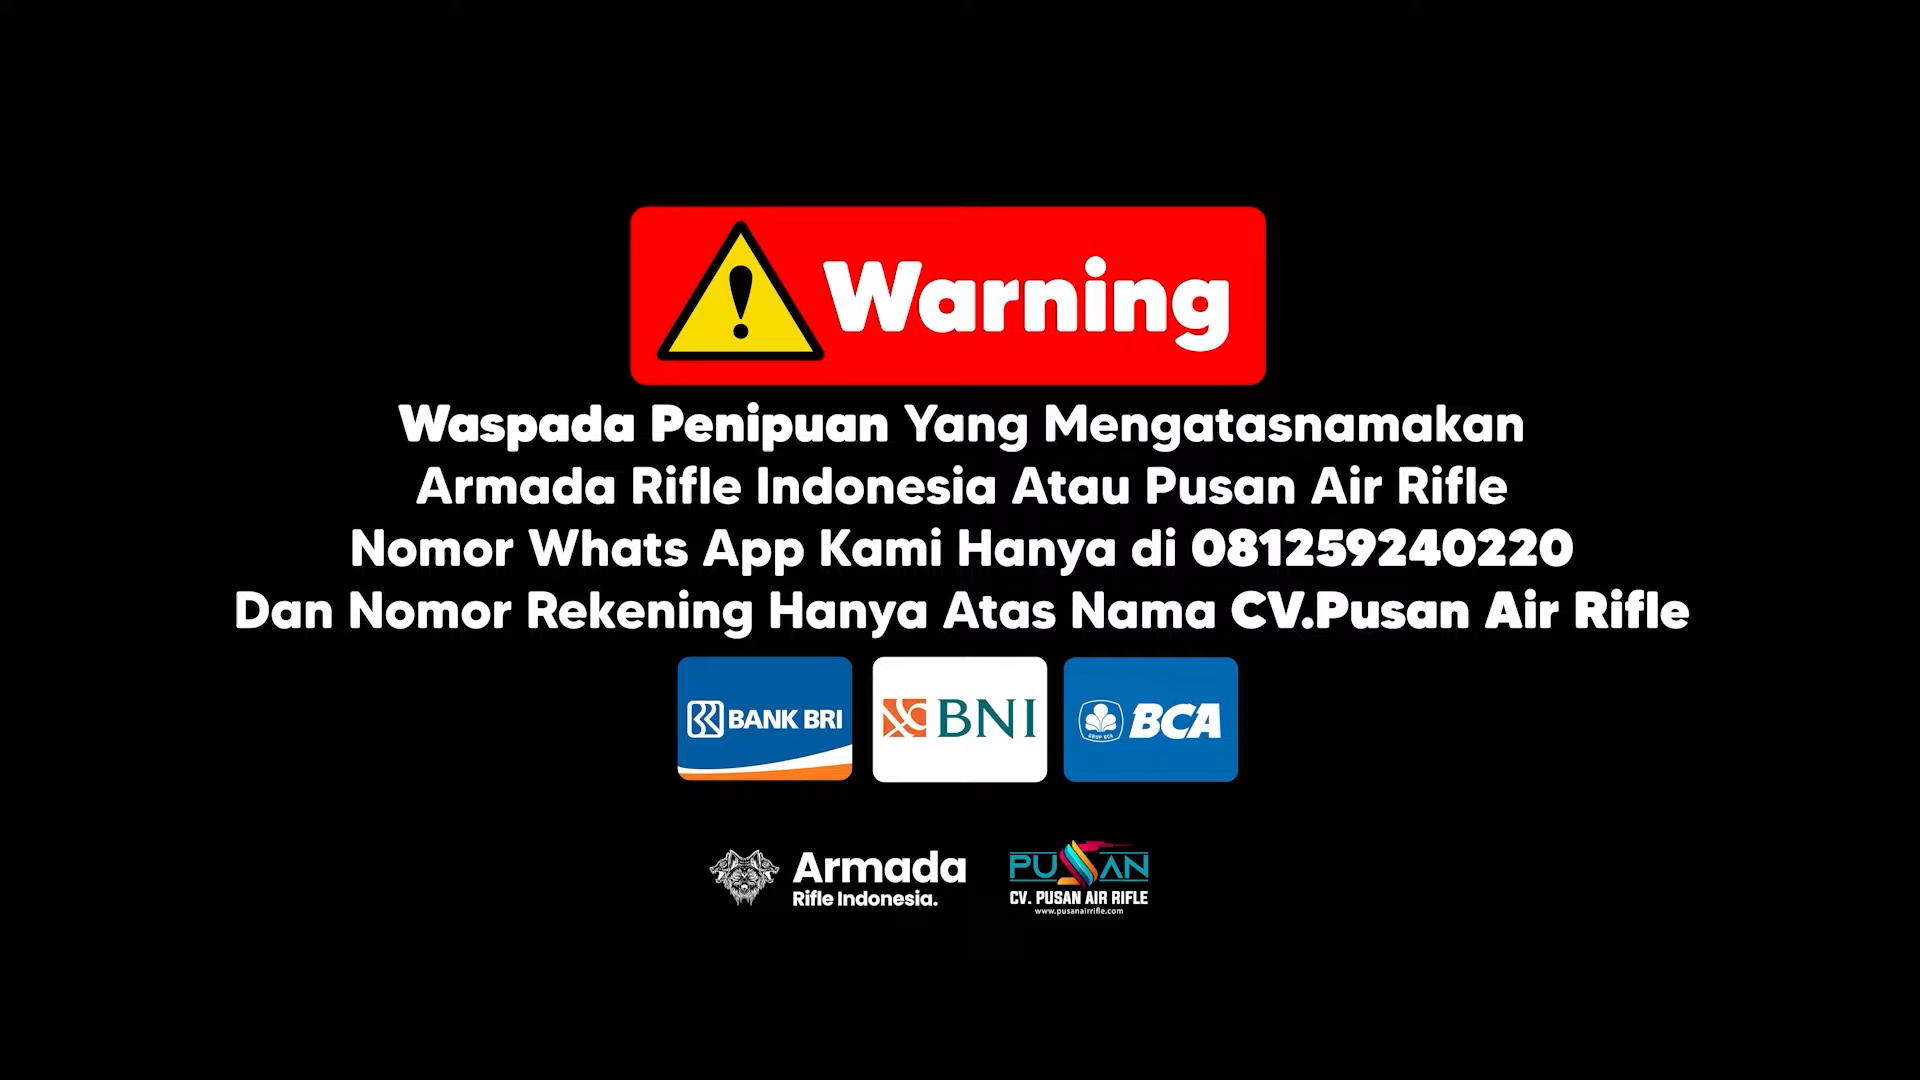 Warning
Waspada Penipuan Yang Mengatasnamakan
Armada Rifle Indonesia Atau Pusan Air Rifle
Nomor Whats App Kami Hanya di 081259240220
Dan Nomor Rekening Hanya Atas Nama CV.Pusan Air Rifle
BANK BRI
BNI
GRUP BCA
BCA
Armada
Rifle Indonesia.
PUSAN
CV. PUSAN AIR RIFLE
www.pusanairrifle.com